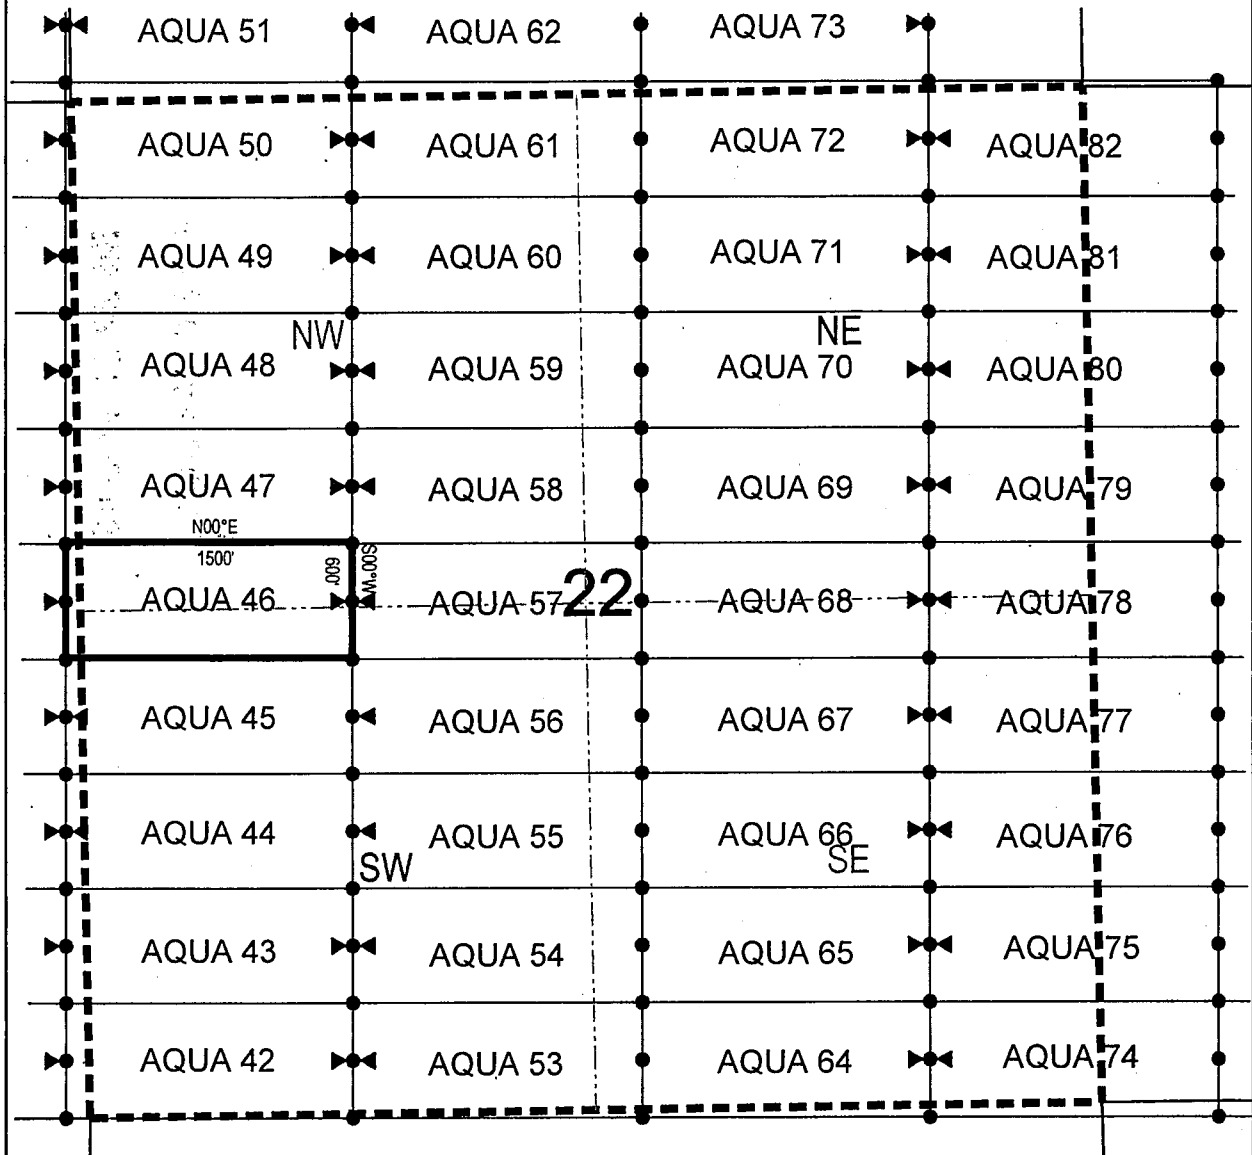 AQUA 51 AQUA 62 AQUA 73
AQUA 50 AQUA 61 AQUA 72 AQUA 82
AQUA 49 AQUA 60 AQUA 71 AQUA 81
NW NE
AQUA 48 AQUA 59 AQUA 70 AQUA 80
AQUA 47 AQUA 58 AQUA 69 AQUA 79
N00°E
1500'
600'
S00°W
AQUA 46 AQUA 57 22 AQUA 68 AQUA 78
AQUA 45 AQUA 56 AQUA 67 AQUA 77
AQUA 44 AQUA 55 AQUA 66 AQUA 76
SW SE
AQUA 43 AQUA 54 AQUA 65 AQUA 75
AQUA 42 AQUA 53 AQUA 64 AQUA 74